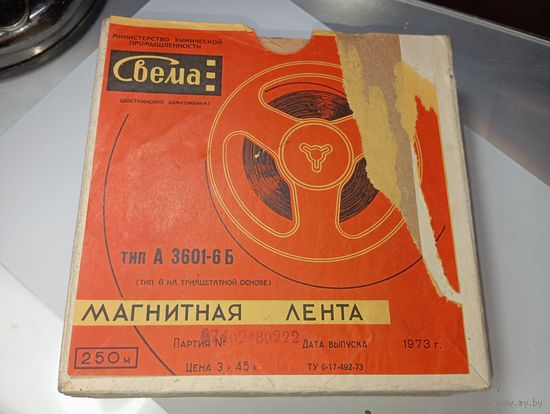 МИНИСТЕРСТВО ХИМИЧЕСКОЙ
ПРОМЫШЛЕННОСТИ
Свема
ШОСТКИНСКИЙ ХИМКОМБИНАТ
ТИП А 3601-6 Б
(ТИП 6 НА ТРИАЦЕТАТНОЙ ОСНОВЕ)
МАГНИТНАЯ ЛЕНТА
ПАРТИЯ № ДАТА ВЫПУСКА 1973 г.
250 м
ЦЕНА 3 р. 45 к. ТУ 6-17-492-73
www.ay.by